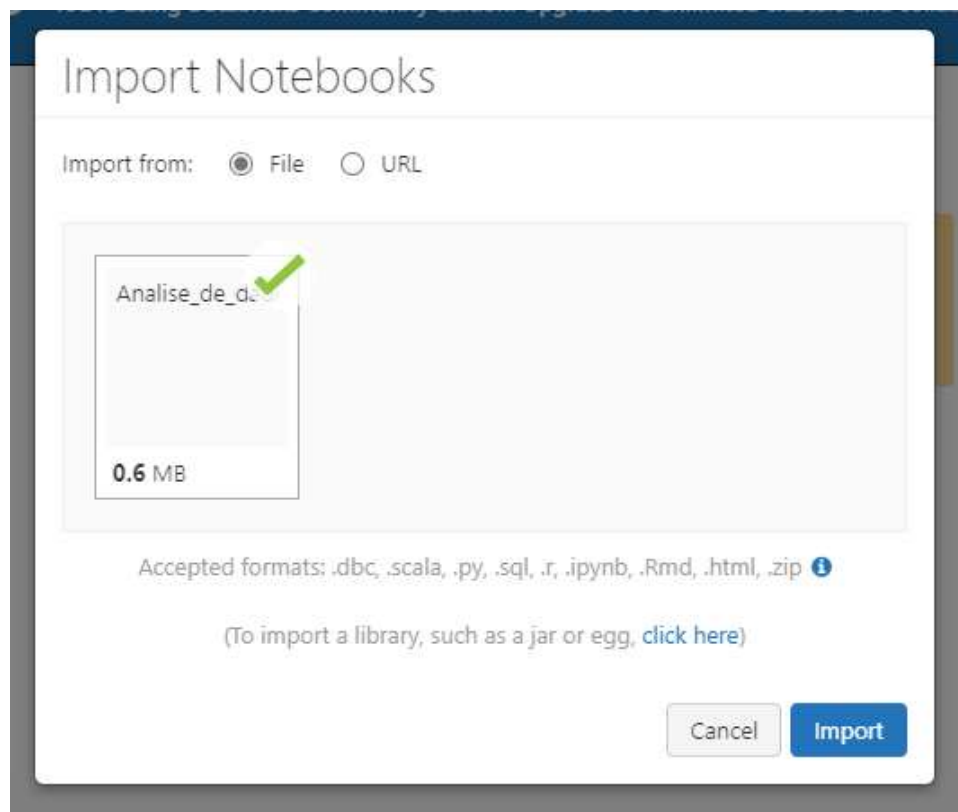 Import Notebooks
Import from: File URL
Analise_de_da
0.6 MB
Accepted formats: .dbc, .scala, .py, .sql, .r, .ipynb, .Rmd, .html, .zip
(To import a library, such as a jar or egg, click here)
Cancel Import